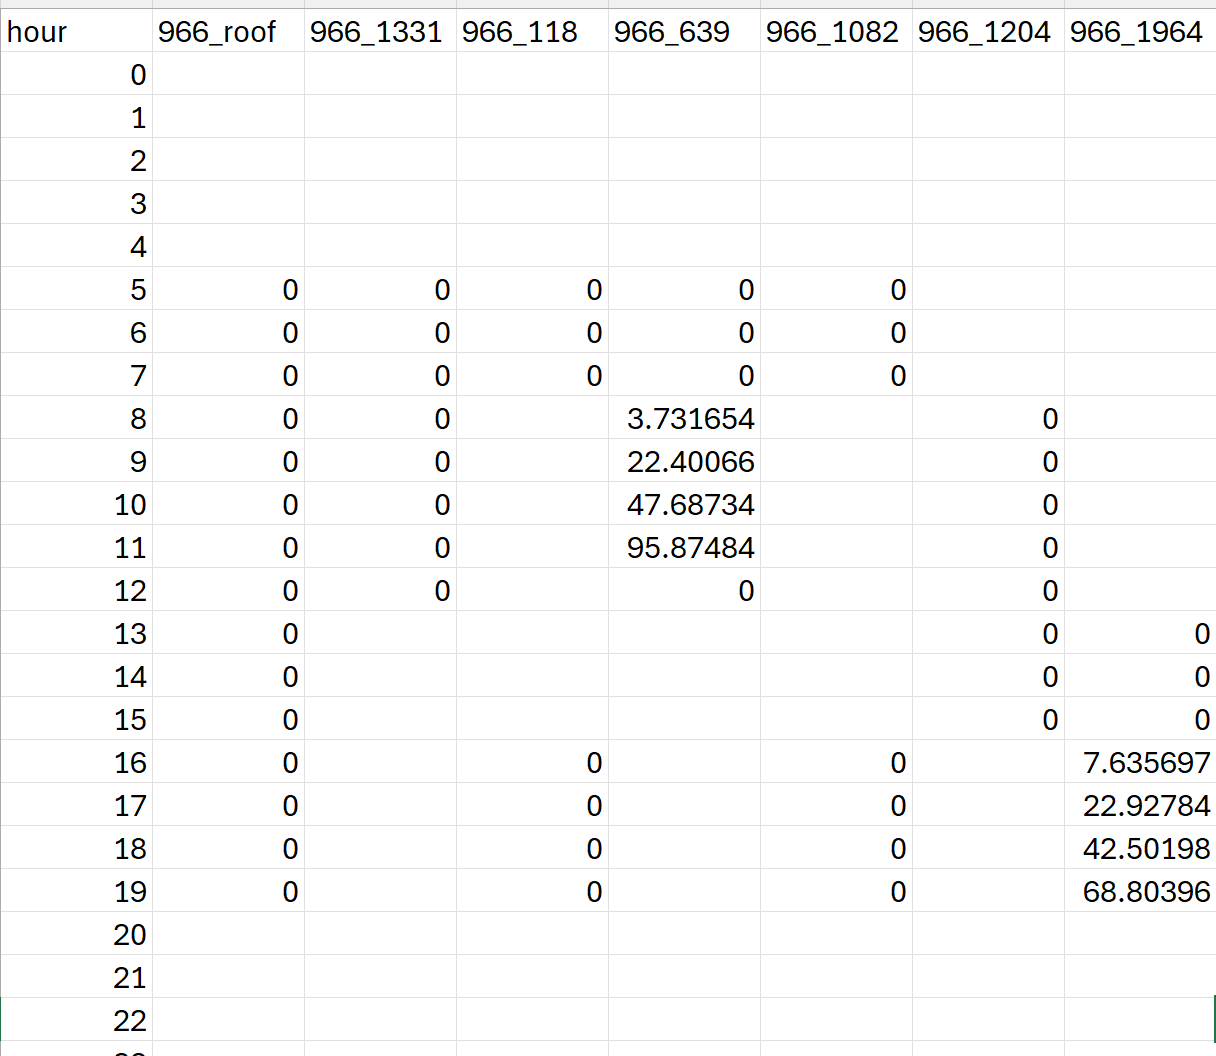 hour 966_roof 966_1331 966_118 966_639 966_1082 966_1204 966_1964
0
1
2
3
4
5 0 0 0 0 0
6 0 0 0 0 0
7 0 0 0 0 0
8 0 0 3.731654 0
9 0 0 22.40066 0
10 0 0 47.68734 0
11 0 0 95.87484 0
12 0 0 0 0
13 0 0 0
14 0 0 0
15 0 0 0
16 0 0 0 7.635697
17 0 0 0 22.92784
18 0 0 0 42.50198
19 0 0 0 68.80396
20
21
22